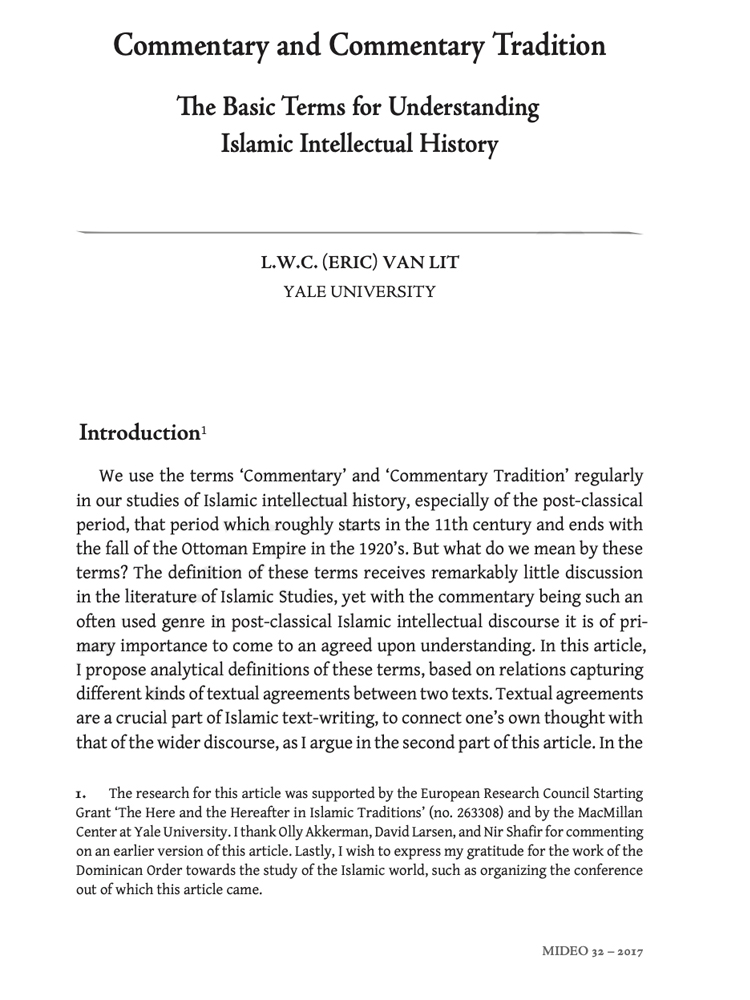 Commentary and Commentary Tradition
The Basic Terms for Understanding
Islamic Intellectual History
L.W.C. (ERIC) VAN LIT
YALE UNIVERSITY
Introduction1
We use the terms ‘Commentary’ and ‘Commentary Tradition’ regularly
in our studies of Islamic intellectual history, especially of the post-classical
period, that period which roughly starts in the 11th century and ends with
the fall of the Ottoman Empire in the 1920’s. But what do we mean by these
terms? The definition of these terms receives remarkably little discussion
in the literature of Islamic Studies, yet with the commentary being such an
often used genre in post-classical Islamic intellectual discourse it is of pri-
mary importance to come to an agreed upon understanding. In this article,
I propose analytical definitions of these terms, based on relations capturing
different kinds of textual agreements between two texts. Textual agreements
are a crucial part of Islamic text-writing, to connect one’s own thought with
that of the wider discourse, as I argue in the second part of this article. In the
1. The research for this article was supported by the European Research Council Starting
Grant ‘The Here and the Hereafter in Islamic Traditions’ (no. 263308) and by the MacMillan
Center at Yale University. I thank Olly Akkerman, David Larsen, and Nir Shafir for commenting
on an earlier version of this article. Lastly, I wish to express my gratitude for the work of the
Dominican Order towards the study of the Islamic world, such as organizing the conference
out of which this article came.
MIDEO 32 – 2017